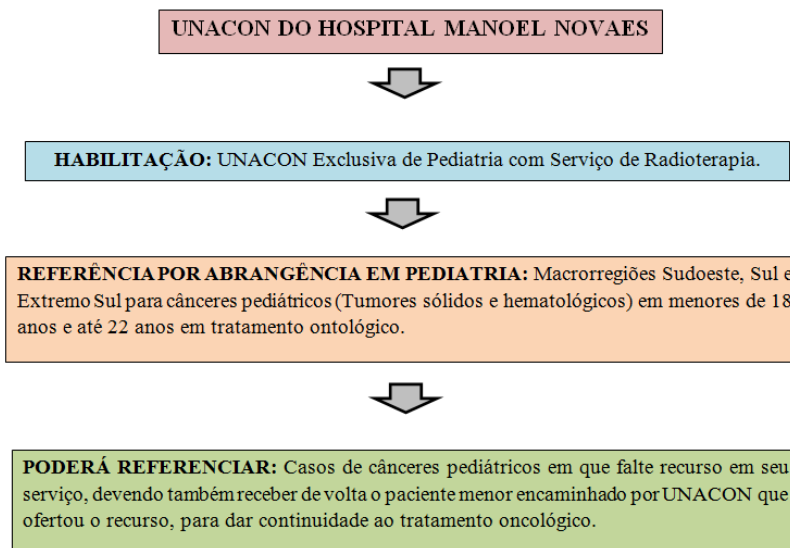 UNACON DO HOSPITAL MANOEL NOVAES
HABILITAÇÃO: UNACON Exclusiva de Pediatria com Serviço de Radioterapia.
REFERÊNCIA POR ABRANGÊNCIA EM PEDIATRIA: Macrorregiões Sudoeste, Sul e
Extremo Sul para cânceres pediátricos (Tumores sólidos e hematológicos) em menores de 18
anos e até 22 anos em tratamento ontológico.
PODERÁ REFERENCIAR: Casos de cânceres pediátricos em que falte recurso em seu
serviço, devendo também receber de volta o paciente menor encaminhado por UNACON que
ofertou o recurso, para dar continuidade ao tratamento oncológico.